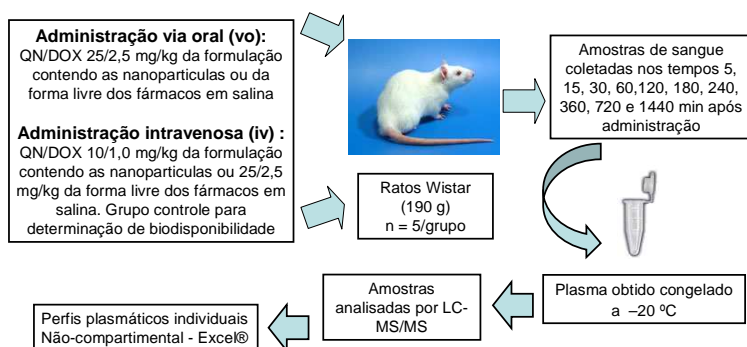 Administração via oral (vo):
QN/DOX 25/2,5 mg/kg da formulação
contendo as nanoparticulas ou da
forma livre dos fármacos em salina
Administração intravenosa (iv) :
QN/DOX 10/1,0 mg/kg da formulação
contendo as nanoparticulas ou 25/2,5
mg/kg da forma livre dos fármacos em
salina. Grupo controle para
determinação de biodisponibilidade
Ratos Wistar
(190 g)
n = 5/grupo
Amostras de sangue
coletadas nos tempos 5,
15, 30, 60,120, 180, 240,
360, 720 e 1440 min após
administração
Plasma obtido congelado
a –20 ºC
Amostras
analisadas por LC-
MS/MS
Perfis plasmáticos individuais
Não-compartimental - Excel®